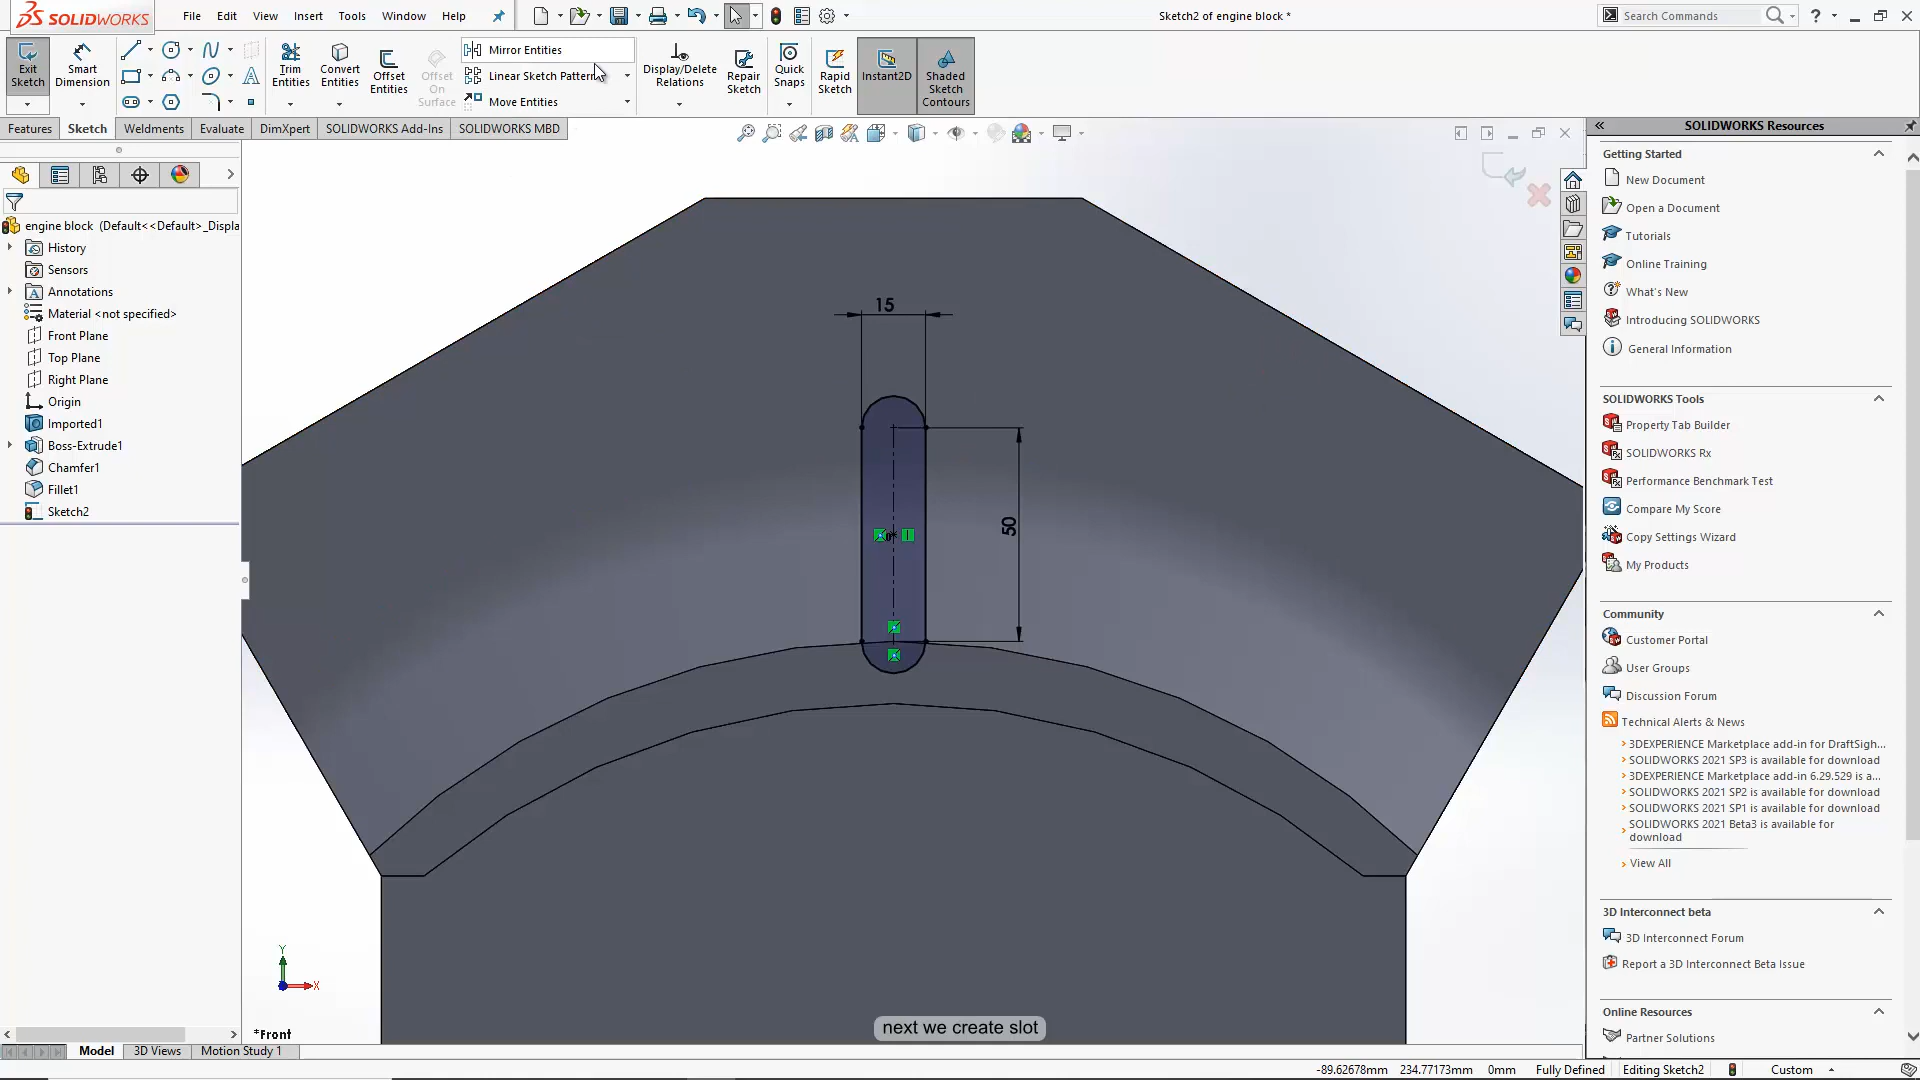 SOLIDWORKS
File Edit View Insert Tools Window Help
Sketch2 of engine block *
Search Commands
Exit Sketch
Smart Dimension
Trim Entities
Convert Entities
Offset Entities
Offset On Surface
Mirror Entities
Linear Sketch Pattern
Move Entities
Display/Delete Relations
Repair Sketch
Quick Snaps
Rapid Sketch
Instant2D
Shaded Sketch Contours
Features Sketch Weldments Evaluate DimXpert SOLIDWORKS Add-Ins SOLIDWORKS MBD
engine block (Default<<Default>_Displa
History
Sensors
Annotations
Material <not specified>
Front Plane
Top Plane
Right Plane
Origin
Imported1
Boss-Extrude1
Chamfer1
Fillet1
Sketch2
15
50
Y
X
*Front
next we create slot
SOLIDWORKS Resources
Getting Started
New Document
Open a Document
Tutorials
Online Training
What's New
Introducing SOLIDWORKS
General Information
SOLIDWORKS Tools
Property Tab Builder
SOLIDWORKS Rx
Performance Benchmark Test
Compare My Score
Copy Settings Wizard
My Products
Community
Customer Portal
User Groups
Discussion Forum
Technical Alerts & News
3DEXPERIENCE Marketplace add-in for DraftSigh...
SOLIDWORKS 2021 SP3 is available for download
3DEXPERIENCE Marketplace add-in 6.29.529 is a...
SOLIDWORKS 2021 SP2 is available for download
SOLIDWORKS 2021 SP1 is available for download
SOLIDWORKS 2021 Beta3 is available for
download
View All
3D Interconnect beta
3D Interconnect Forum
Report a 3D Interconnect Beta Issue
Online Resources
Partner Solutions
Model 3D Views Motion Study 1
-89.62678mm 234.77173mm 0mm Fully Defined Editing Sketch2 Custom